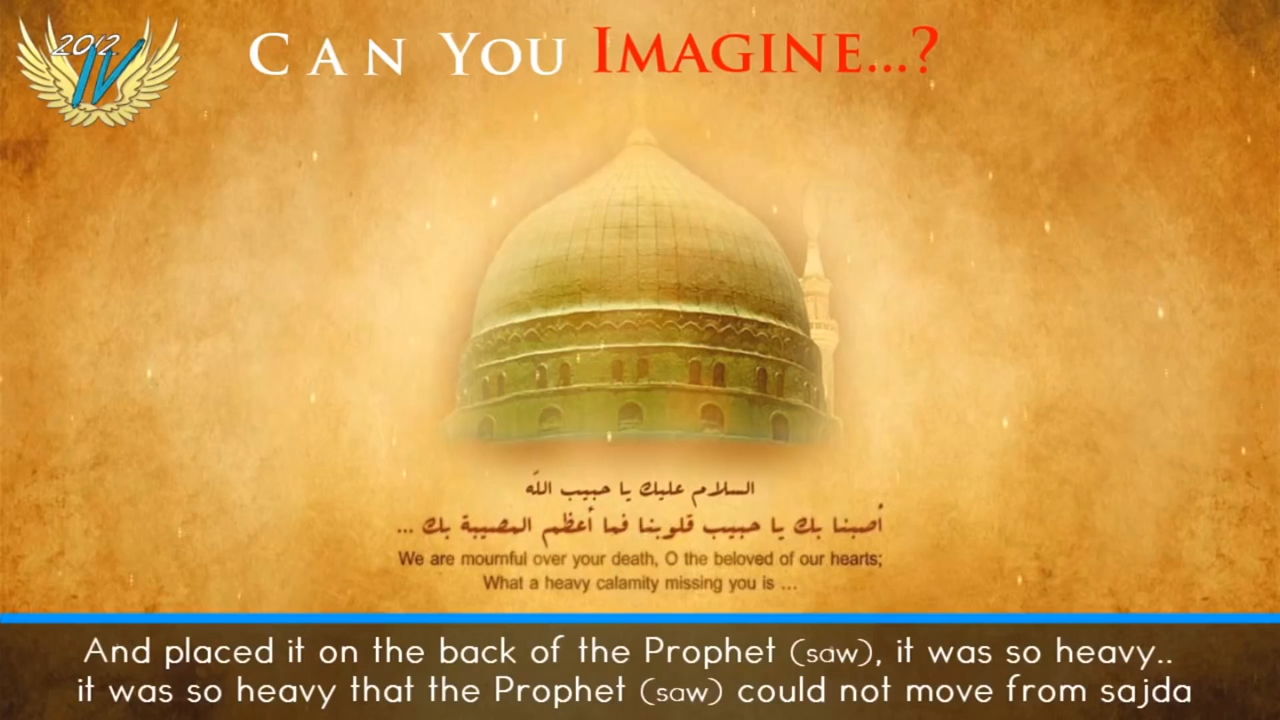 2012
IV
CAN YOU IMAGINE...?
السلام عليك يا حبيب الله
أصبنا بك يا حبيب قلوبنا فما أعظم المصيبة بك ...
We are mournful over your death, O the beloved of our hearts;
What a heavy calamity missing you is ...
And placed it on the back of the Prophet (saw), it was so heavy..
it was so heavy that the Prophet (saw) could not move from sajda